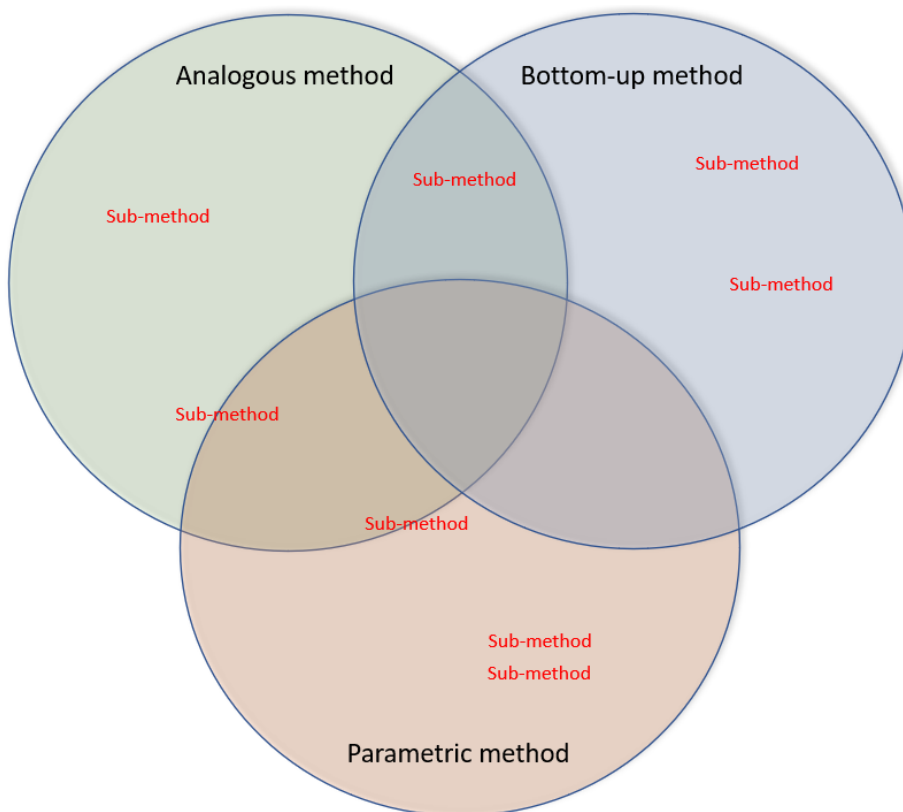 Analogous method
Bottom-up method
Sub-method
Sub-method
Sub-method
Sub-method
Sub-method
Sub-method
Sub-method
Sub-method
Parametric method